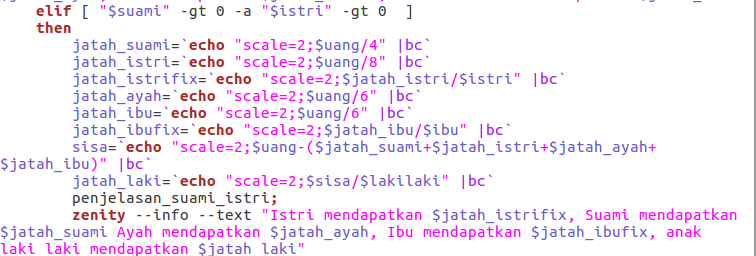 elif [ "$suami" -gt 0 -a "$istri" -gt 0  ]
then
jatah_suami=`echo "scale=2;$uang/4" |bc`
jatah_istri=`echo "scale=2;$uang/8" |bc`
jatah_istrifix=`echo "scale=2;$jatah_istri/$istri" |bc`
jatah_ayah=`echo "scale=2;$uang/6" |bc`
jatah_ibu=`echo "scale=2;$uang/6" |bc`
jatah_ibufix=`echo "scale=2;$jatah_ibu/$ibu" |bc`
sisa=`echo "scale=2;$uang-($jatah_suami+$jatah_istri+$jatah_ayah+
$jatah_ibu)" |bc`
jatah_laki=`echo "scale=2;$sisa/$lakilaki" |bc`
penjelasan_suami_istri;
zenity --info --text "Istri mendapatkan $jatah_istrifix, Suami mendapatkan
$jatah_suami Ayah mendapatkan $jatah_ayah, Ibu mendapatkan $jatah_ibufix, anak
laki laki mendapatkan $jatah_laki"